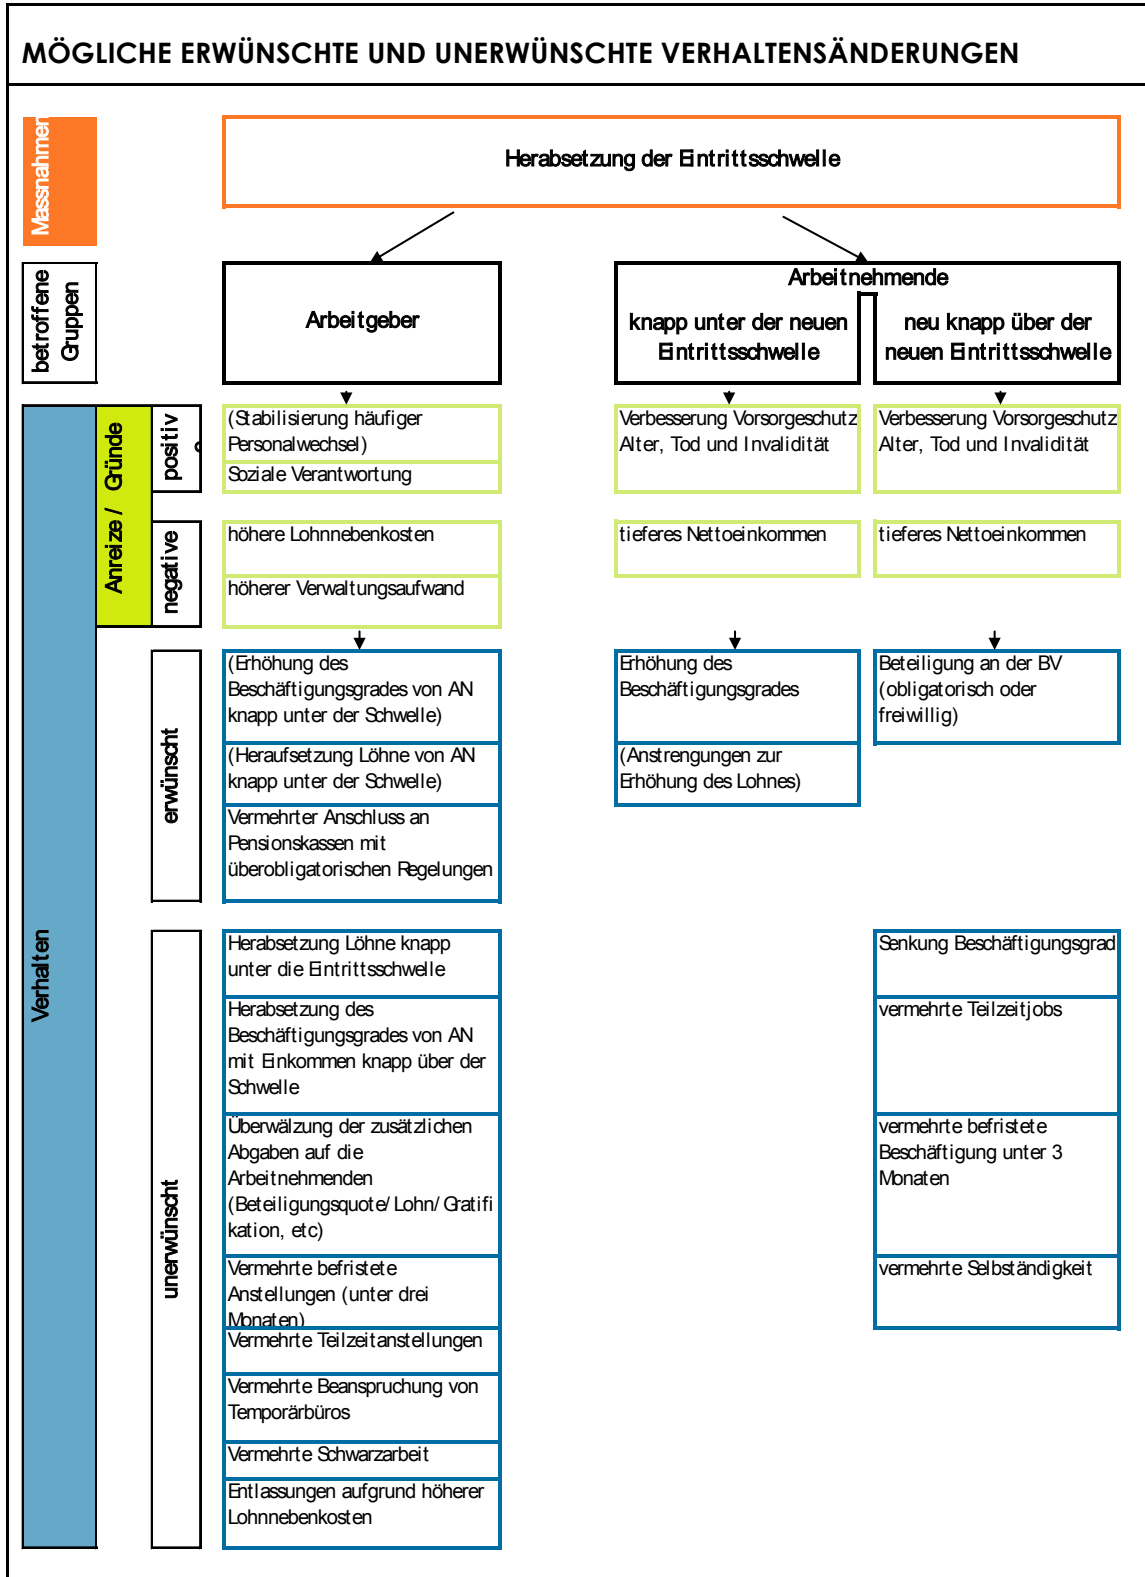 MÖGLICHE ERWÜNSCHTE UND UNERWÜNSCHTE VERHALTENSÄNDERUNGEN
Massnahmen
Herabsetzung der Eintrittsschwelle
betroffene
Gruppen
Arbeitgeber
Arbeitnehmende
knapp unter der neuen
Eintrittsschwelle
neu knapp über der
neuen Eintrittsschwelle
Verhalten
Anreize / Gründe
positiv
(Stabilisierung häufiger
Personalwechsel)
Soziale Verantwortung
Verbesserung Vorsorgeschutz
Alter, Tod und Invalidität
Verbesserung Vorsorgeschutz
Alter, Tod und Invalidität
negative
höhere Lohnnebenkosten
höherer Verwaltungsaufwand
tieferes Nettoeinkommen
tieferes Nettoeinkommen
erwünscht
(Erhöhung des
Beschäftigungsgrades von AN
knapp unter der Schwelle)
(Heraufsetzung Löhne von AN
knapp unter der Schwelle)
Vermehrter Anschluss an
Pensionskassen mit
überobligatorischen Regelungen
Erhöhung des
Beschäftigungsgrades
(Anstrengungen zur
Erhöhung des Lohnes)
Beteiligung an der BV
(obligatorisch oder
freiwillig)
unerwünscht
Herabsetzung Löhne knapp
unter die Eintrittsschwelle
Herabsetzung des
Beschäftigungsgrades von AN
mit Einkommen knapp über der
Schwelle
Überwälzung der zusätzlichen
Abgaben auf die
Arbeitnehmenden
(Beteiligungsquote/ Lohn/ Gratifi
kation, etc)
Vermehrte befristete
Anstellungen (unter drei
Monaten)
Vermehrte Teilzeitanstellungen
Vermehrte Beanspruchung von
Temporärbüros
Vermehrte Schwarzarbeit
Entlassungen aufgrund höherer
Lohnnebenkosten
Senkung Beschäftigungsgrad
vermehrte Teilzeitjobs
vermehrte befristete
Beschäftigung unter 3
Monaten
vermehrte Selbständigkeit